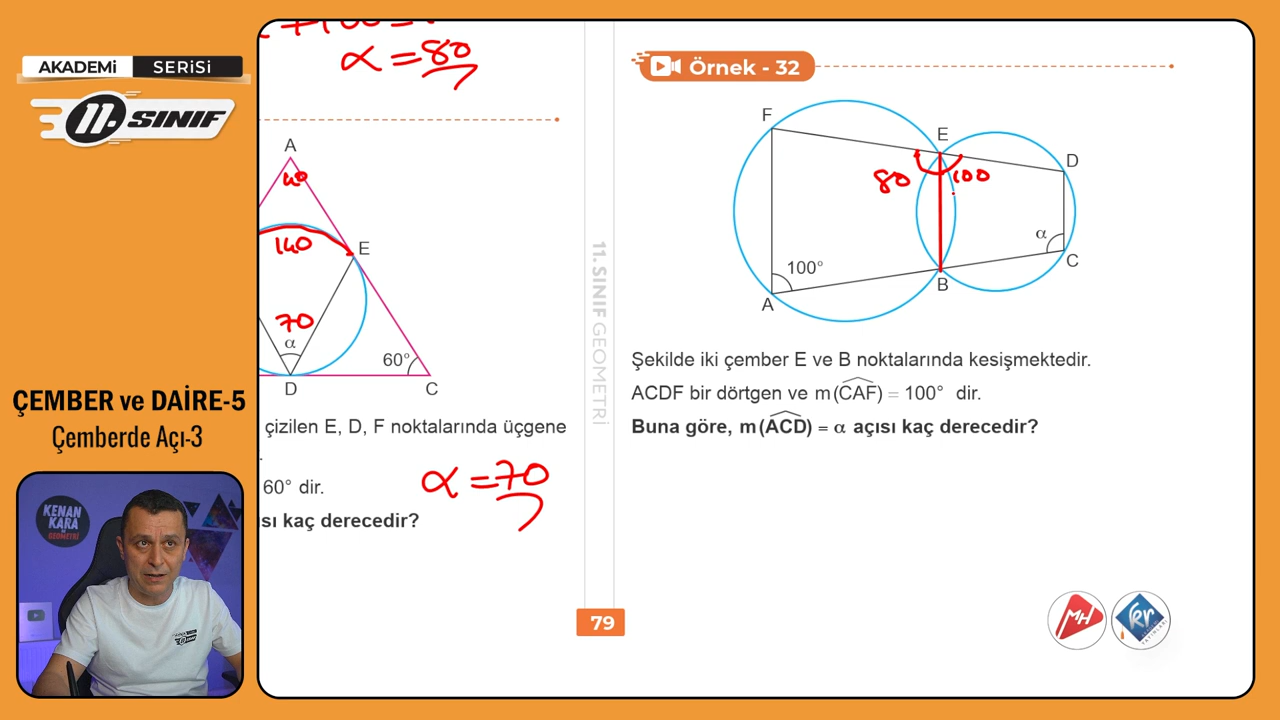 AKADEMİ SERİSİ
11. SINIF
ÇEMBER ve DAİRE-5
Çemberde Açı-3
KENAN
KARA
GEOMETRİ
α = 80
A
40
140
E
70
α
60°
D
C
çizilen E, D, F noktalarında üçgene
60° dir.
α = 70
ısı kaç derecedir?
11. SINIF GEOMETRİ
79
Örnek - 32
F
E
D
80
100
α
100°
C
B
A
Şekilde iki çember E ve B noktalarında kesişmektedir.
ACDF bir dörtgen ve m(CAF) = 100° dir.
Buna göre, m(ACD) = α açısı kaç derecedir?
MH